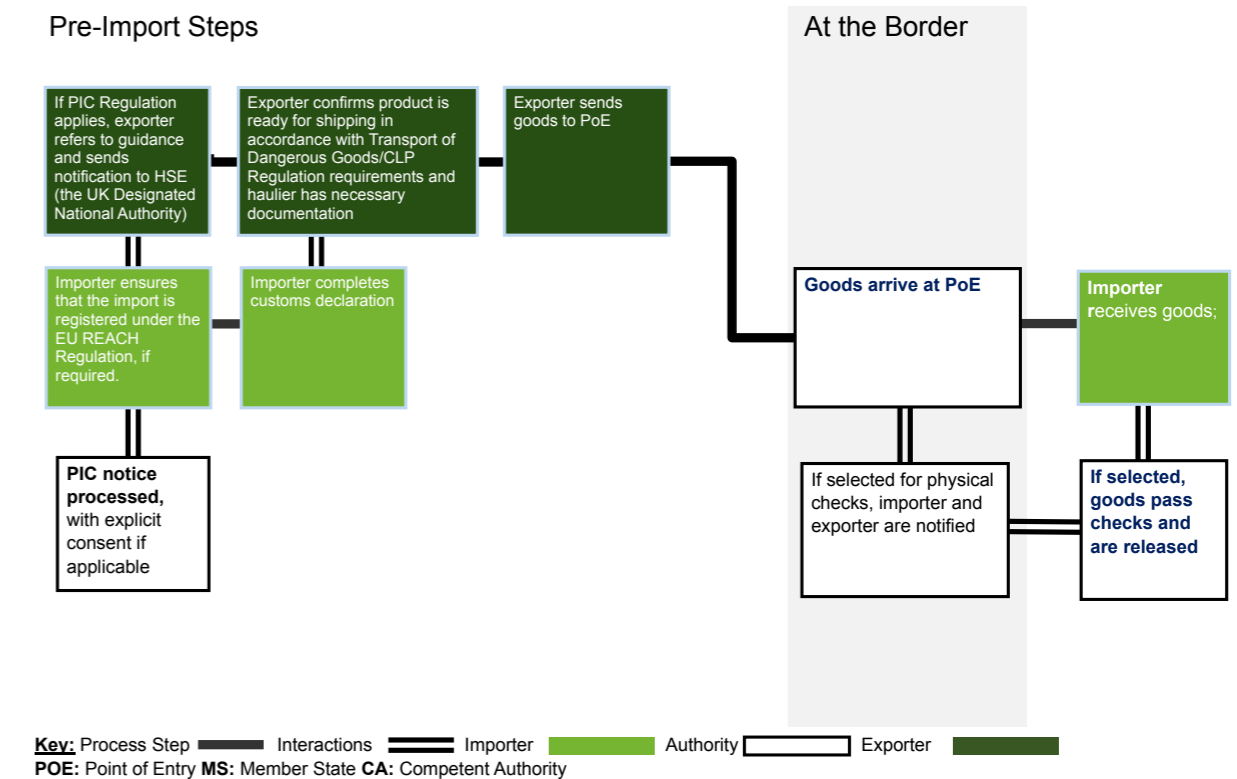 Pre-Import Steps
At the Border
If PIC Regulation
applies, exporter
refers to guidance
and sends
notification to HSE
(the UK Designated
National Authority)
Exporter confirms product is
ready for shipping in
accordance with Transport of
Dangerous Goods/CLP
Regulation requirements and
haulier has necessary
documentation
Exporter sends
goods to PoE
Importer ensures
that the import is
registered under the
EU REACH
Regulation, if
required.
Importer completes
customs declaration
Goods arrive at PoE
Importer
receives goods;
PIC notice
processed,
with explicit
consent if
applicable
If selected for physical
checks, importer and
exporter are notified
If selected,
goods pass
checks and
are released
Key: Process Step Interactions Importer Authority Exporter
POE: Point of Entry MS: Member State CA: Competent Authority